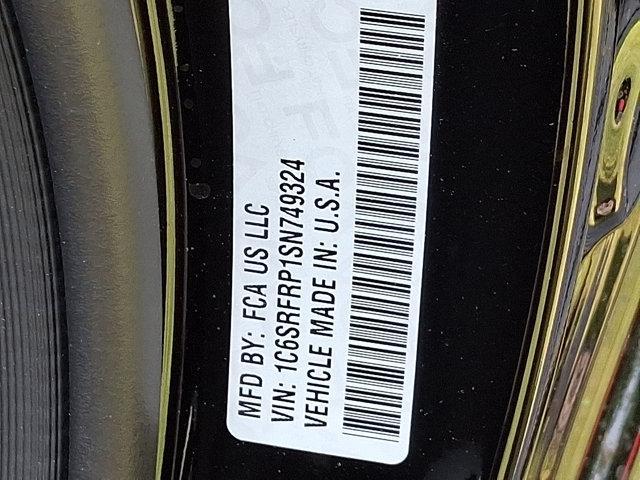 MFD BY: FCA US LLC
VIN: 1C6SRFRP1SN749324
VEHICLE MADE IN: U.S.A.